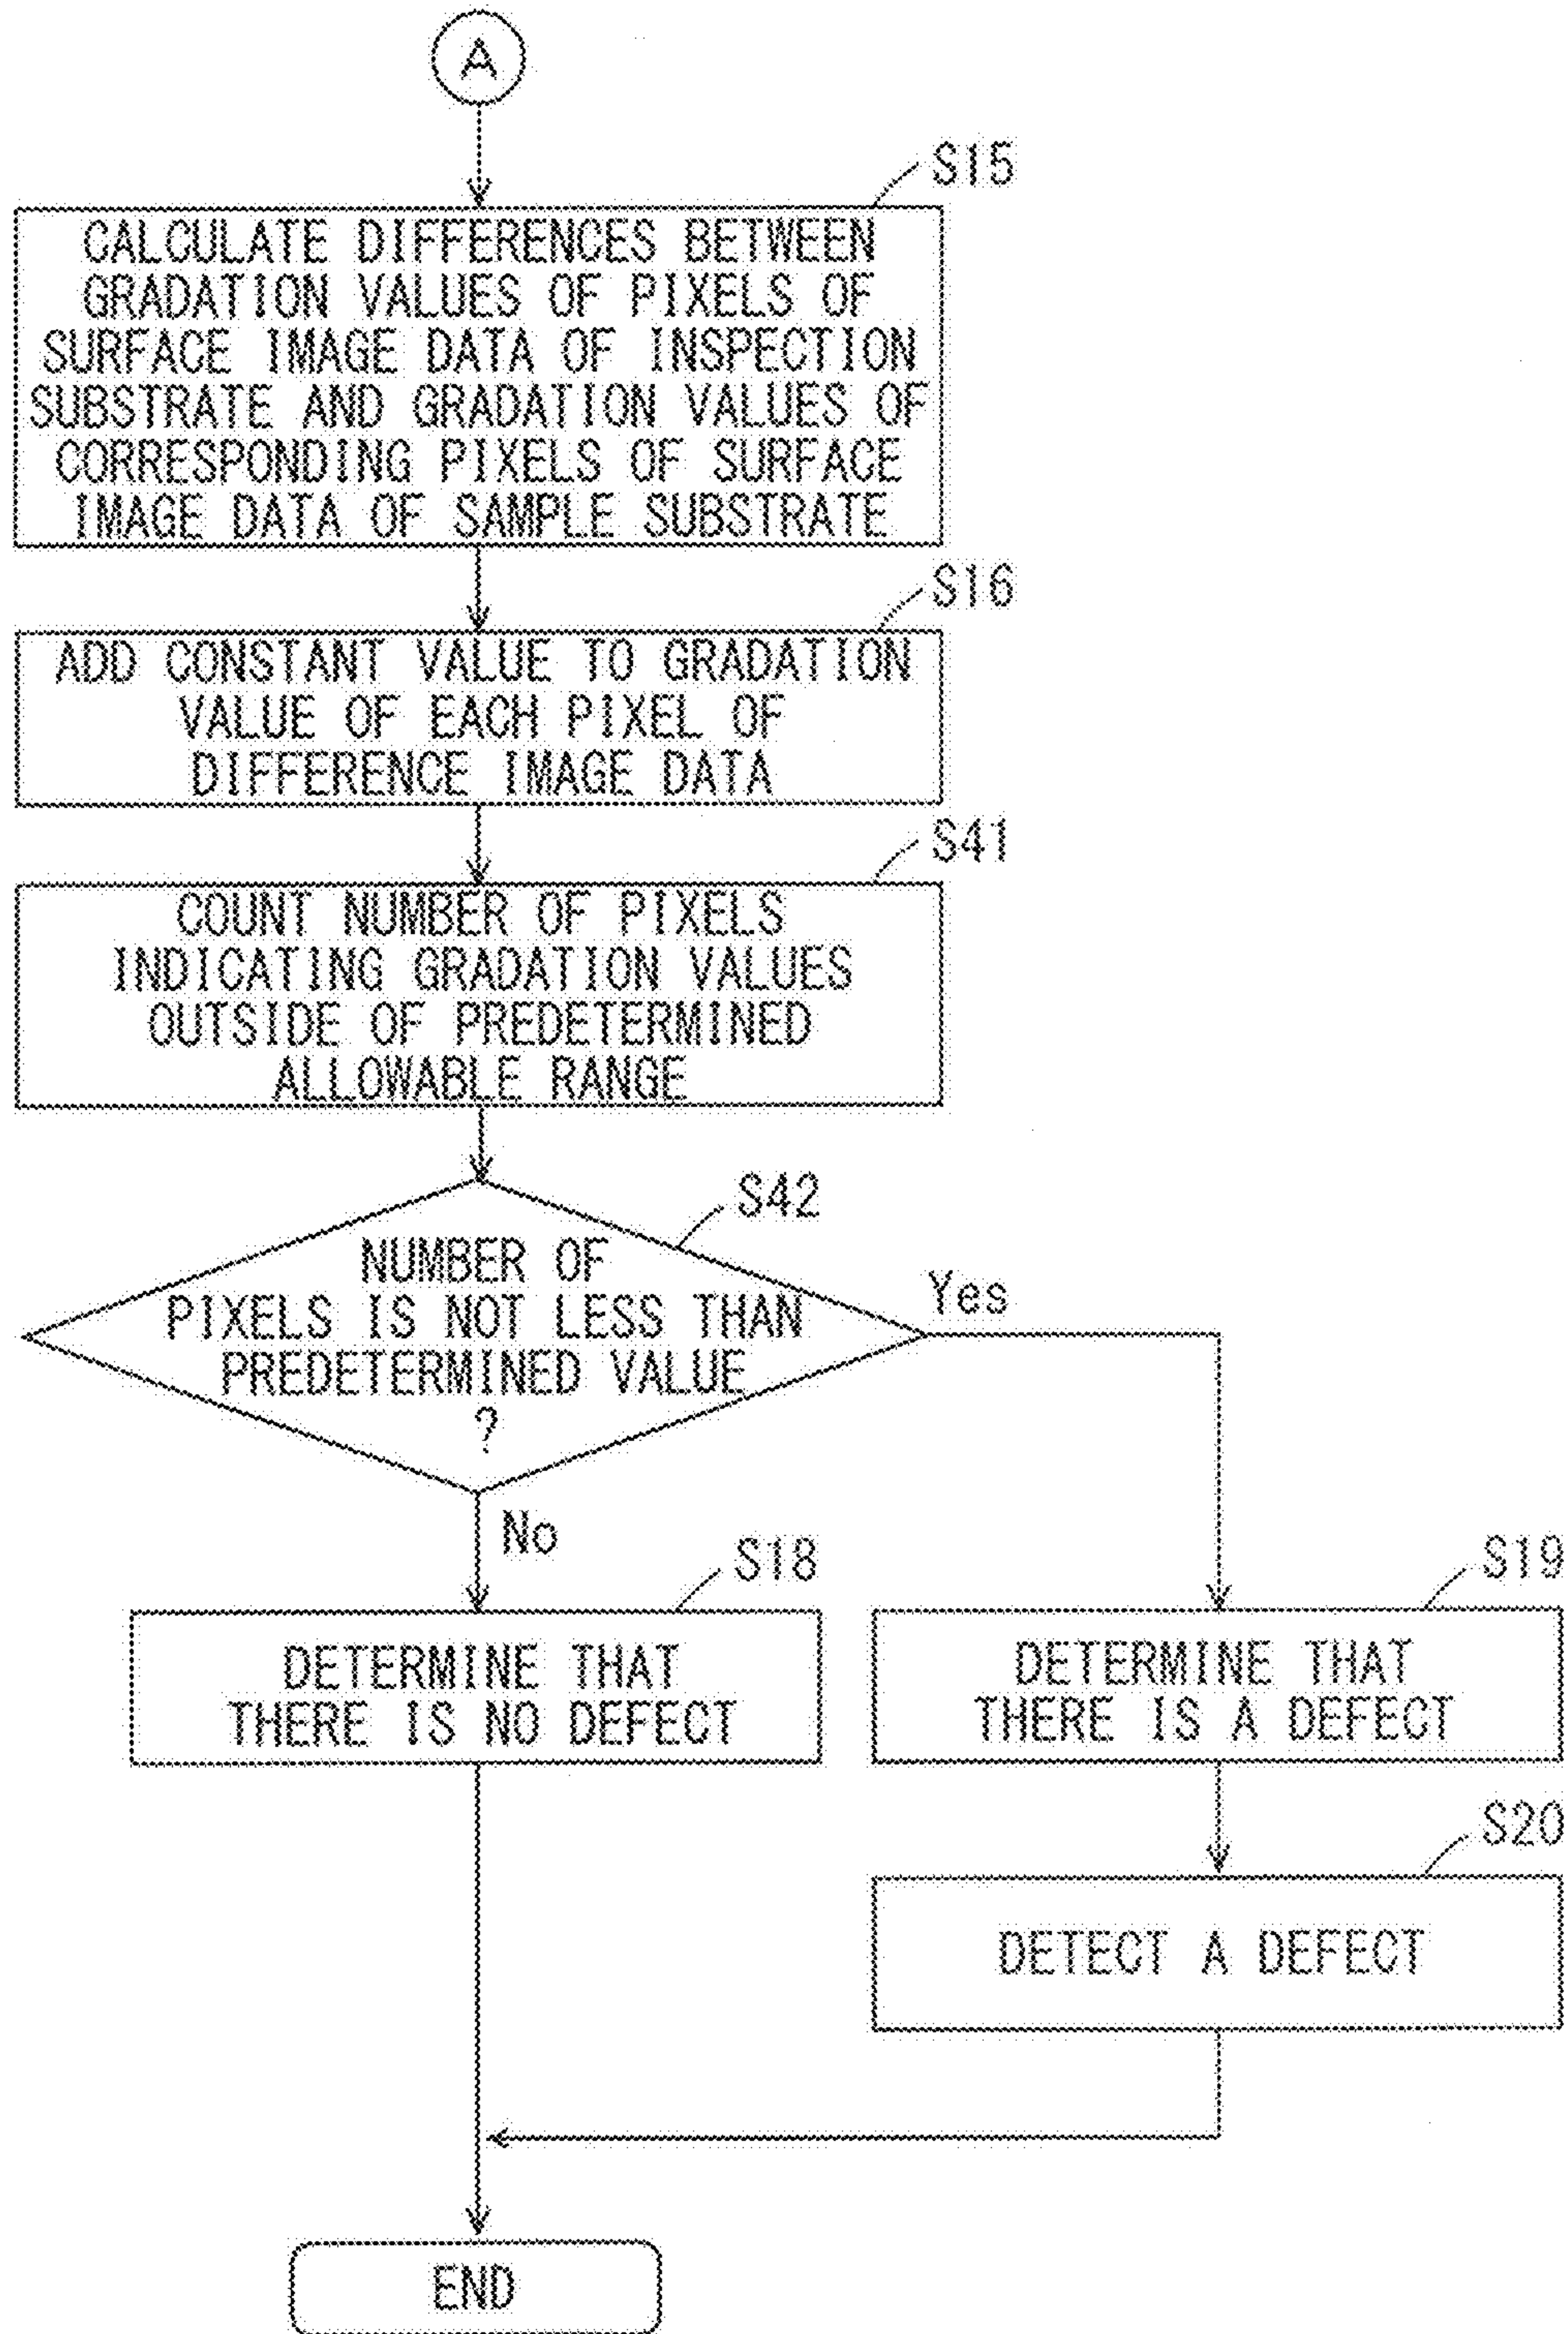 A
S15
CALCULATE DIFFERENCES BETWEEN
GRADATION VALUES OF PIXELS OF
SURFACE IMAGE DATA OF INSPECTION
SUBSTRATE AND GRADATION VALUES OF
CORRESPONDING PIXELS OF SURFACE
IMAGE DATA OF SAMPLE SUBSTRATE
S16
ADD CONSTANT VALUE TO GRADATION
VALUE OF EACH PIXEL OF
DIFFERENCE IMAGE DATA
S41
COUNT NUMBER OF PIXELS
INDICATING GRADATION VALUES
OUTSIDE OF PREDETERMINED
ALLOWABLE RANGE
S42
NUMBER OF
PIXELS IS NOT LESS THAN
PREDETERMINED VALUE
?
Yes
No
S18
DETERMINE THAT
THERE IS NO DEFECT
S19
DETERMINE THAT
THERE IS A DEFECT
S20
DETECT A DEFECT
END